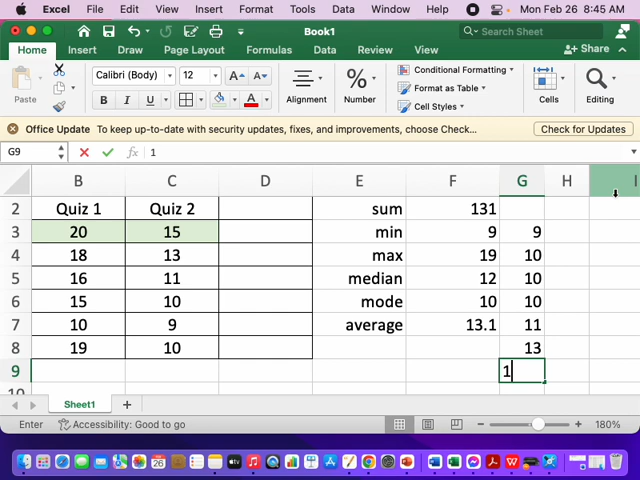 Excel File Edit View Insert Format Tools Data Window Help Mon Feb 26 8:45 AM
Book1 Search Sheet
Home Insert Draw Page Layout Formulas Data Review View Share
Paste Calibri (Body) 12 A A B I U A Alignment % Number Conditional Formatting Format as Table Cell Styles Cells Editing
Office Update To keep up-to-date with security updates, fixes, and improvements, choose Check... Check for Updates
G9 fx 1
B C D E F G H I
2 Quiz 1 Quiz 2 sum 131
3 20 15 min 9 9
4 18 13 max 19 10
5 16 11 median 12 10
6 15 10 mode 10 10
7 10 9 average 13.1 11
8 19 10 13
9 1
10
Sheet1 +
Enter Accessibility: Good to go 180%